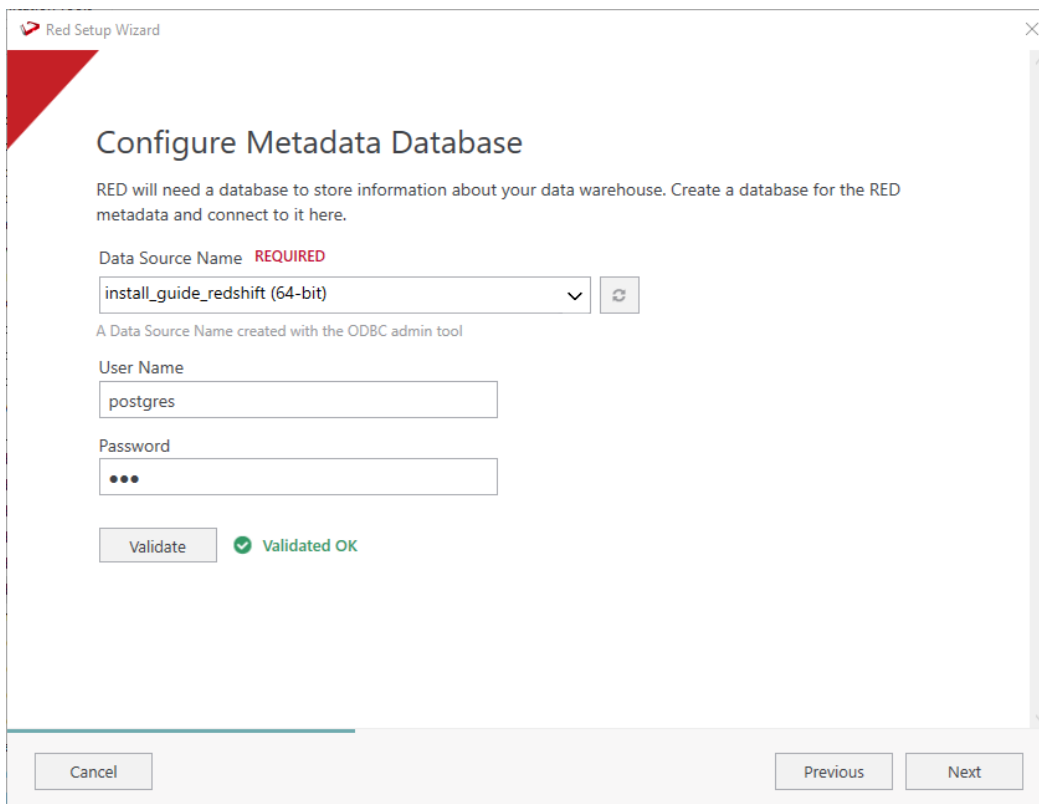 Red Setup Wizard
Configure Metadata Database
RED will need a database to store information about your data warehouse. Create a database for the RED
metadata and connect to it here.
Data Source Name REQUIRED
install_guide_redshift (64-bit)
A Data Source Name created with the ODBC admin tool
User Name
postgres
Password
●●●
Validate Validated OK
Cancel Previous Next